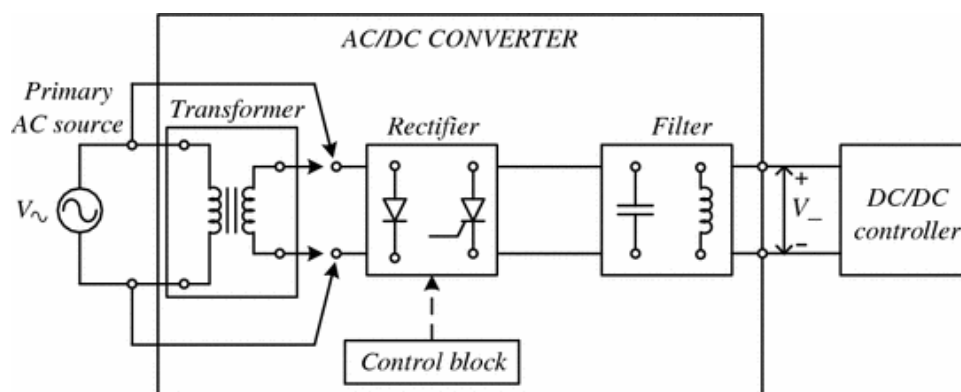 AC/DC CONVERTER
Primary
AC source
Transformer
Rectifier
Filter
V~
+
V_
-
DC/DC
controller
Control block